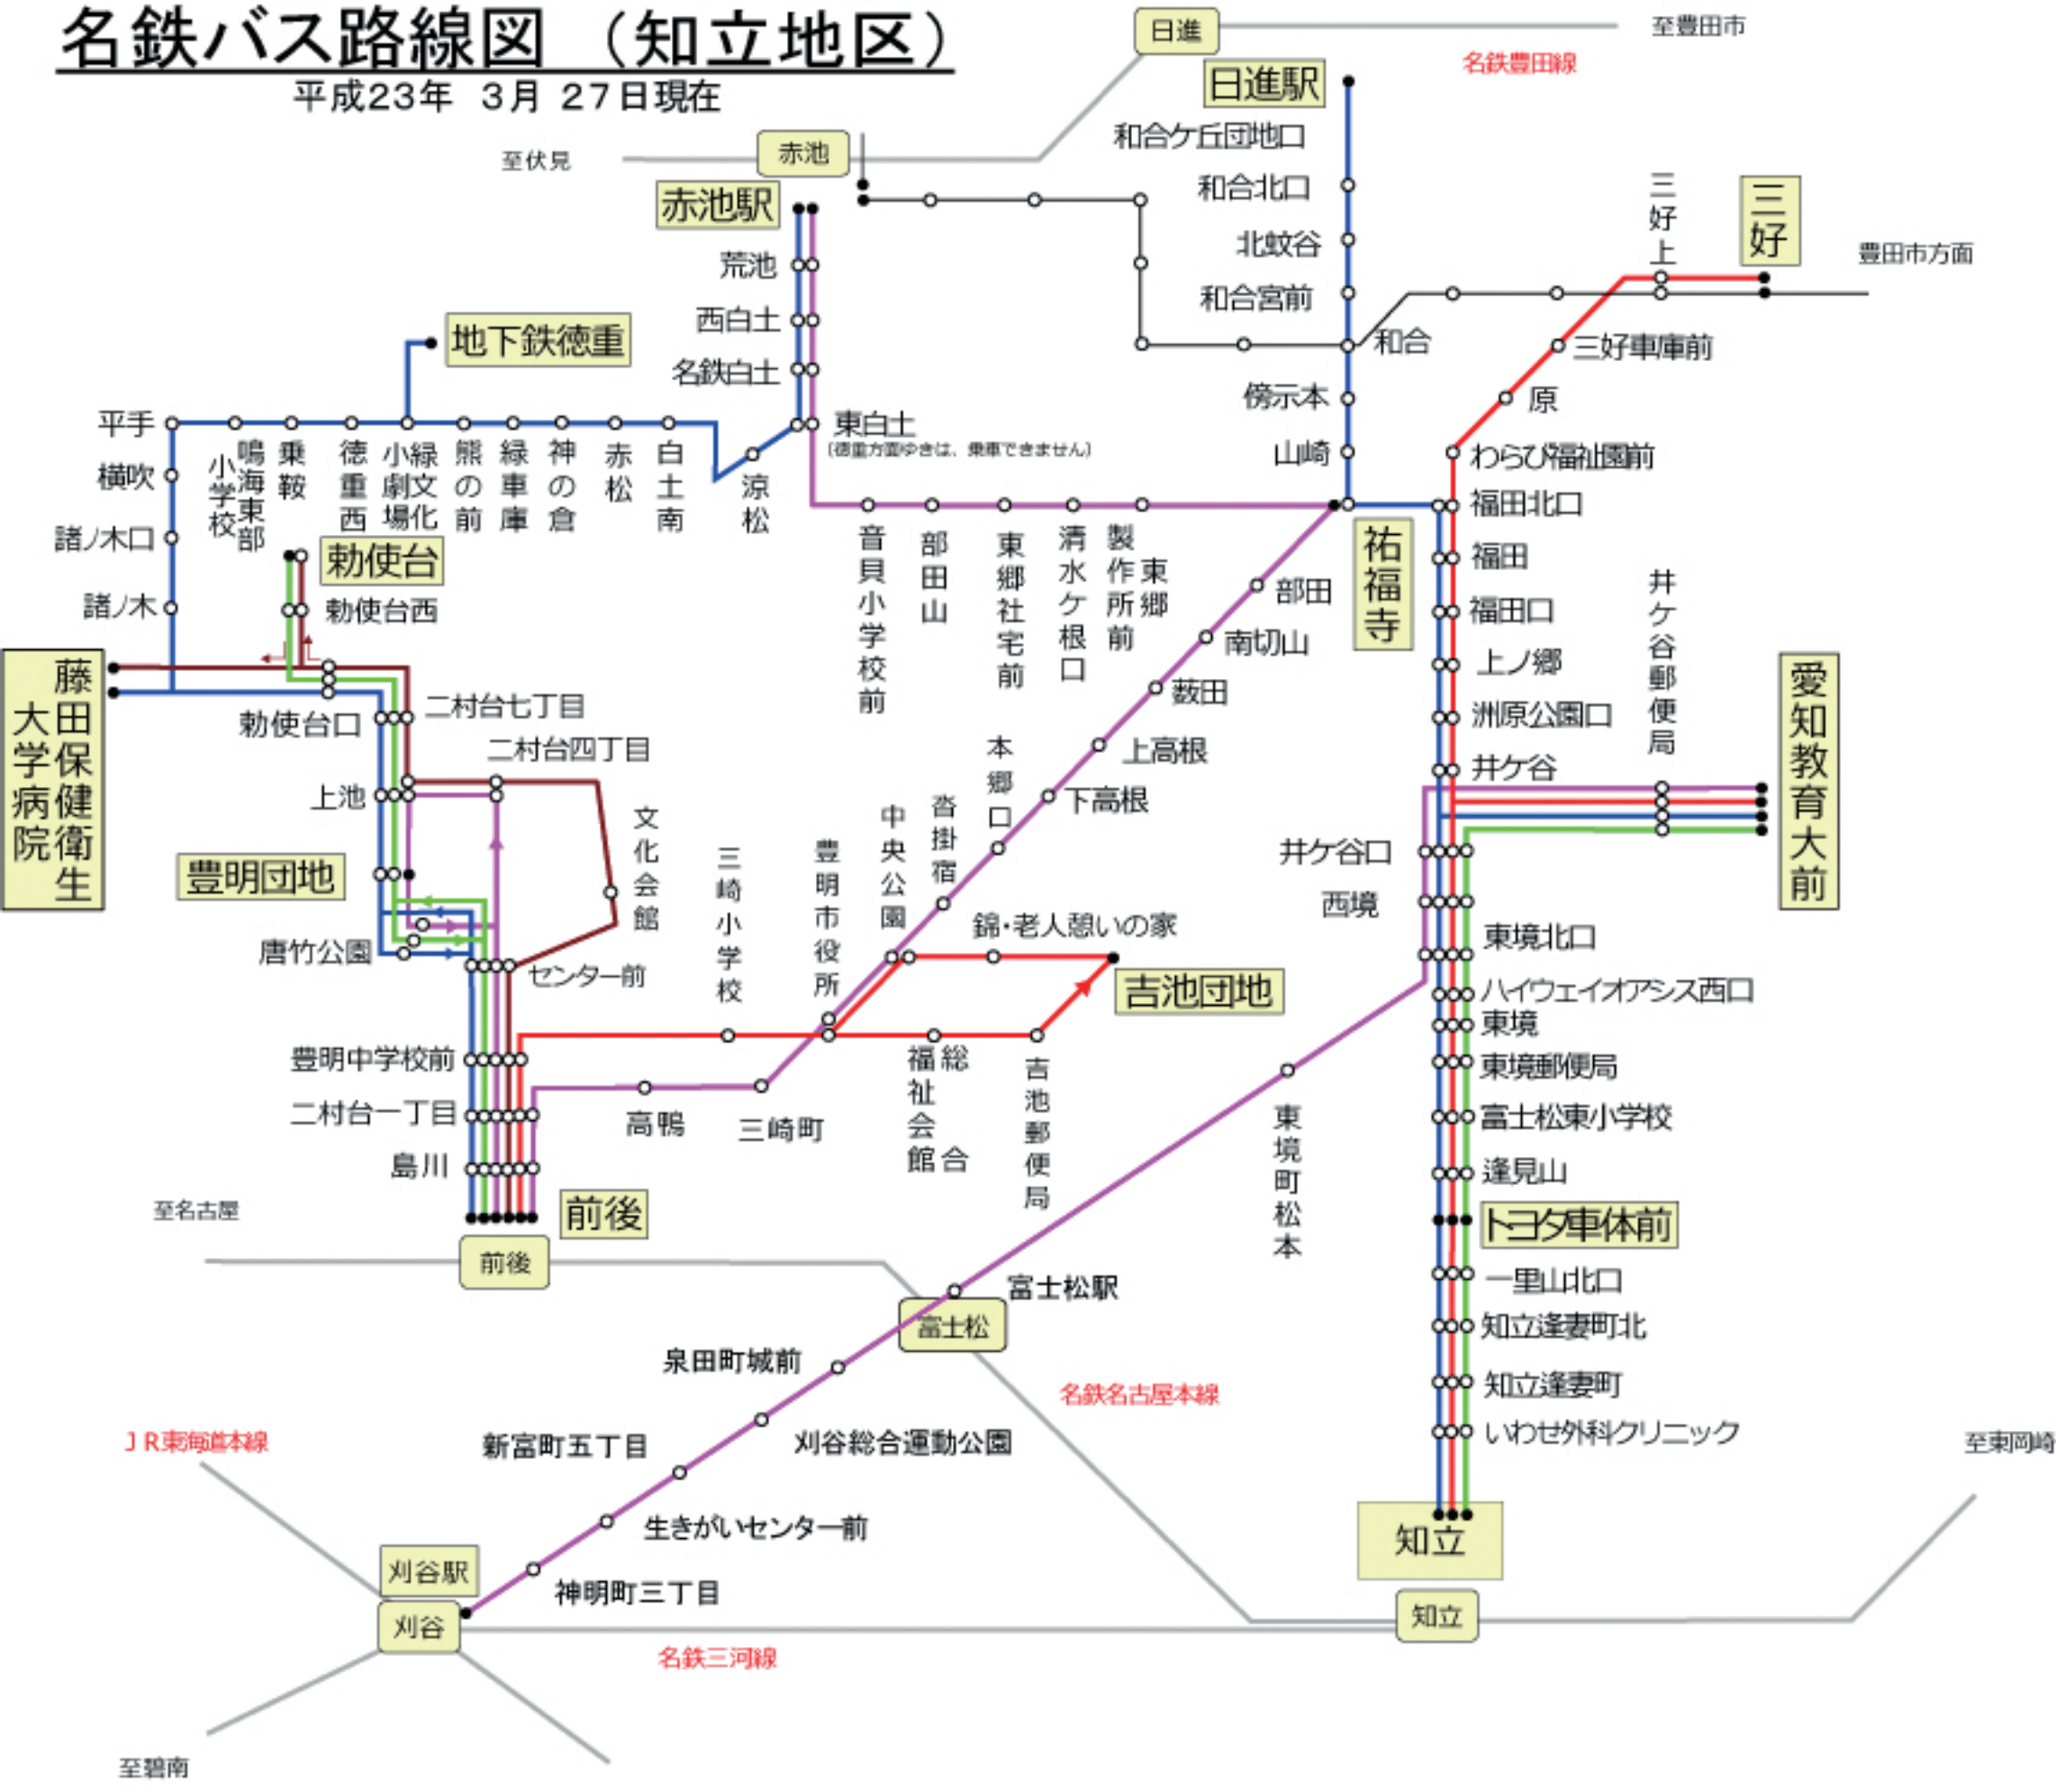 名鉄バス路線図（知立地区）
平成23年 3月 27日現在
日進
至豊田市
名鉄豊田線
日進駅
和合ケ丘団地口
赤池
至伏見
赤池駅
和合北口
三好上
三好
北蚊谷
豊田市方面
荒池
和合宮前
西白土
地下鉄徳重
和合
三好車庫前
名鉄白土
傍示本
原
平手
東白土
(徳重方面ゆきは、乗車できません)
鳴海東部小学校
乗鞍
徳重西
緑文化小劇場
熊の前
緑車庫
神の倉
赤松
白土南
涼松
山崎
わらび福祉園前
横吹
福田北口
諸ノ木口
音貝小学校前
部田山
東郷社宅前
清水ケ根口
東郷製作所前
祐福寺
勅使台
福田
井ケ谷郵便局
諸ノ木
勅使台西
部田
福田口
南切山
上ノ郷
藤田保健衛生大学病院
愛知教育大前
薮田
勅使台口
二村台七丁目
洲原公園口
二村台四丁目
本郷口
上高根
井ケ谷
上池
下高根
文化会館
三崎小学校
豊明市役所
中央公園
沓掛宿
井ケ谷口
豊明団地
西境
錦・老人憩いの家
東境北口
唐竹公園
センター前
吉池団地
ハイウェイオアシス西口
東境
豊明中学校前
総合福祉会館
吉池郵便局
東境郵便局
二村台一丁目
高鴨
三崎町
東境町松本
富士松東小学校
島川
逢見山
至名古屋
前後
トヨタ車体前
前後
富士松駅
一里山北口
富士松
知立逢妻町北
泉田町城前
名鉄名古屋本線
知立逢妻町
JR東海道本線
新富町五丁目
刈谷総合運動公園
いわせ外科クリニック
至東岡崎
生きがいセンター前
知立
刈谷駅
神明町三丁目
刈谷
知立
名鉄三河線
至碧南